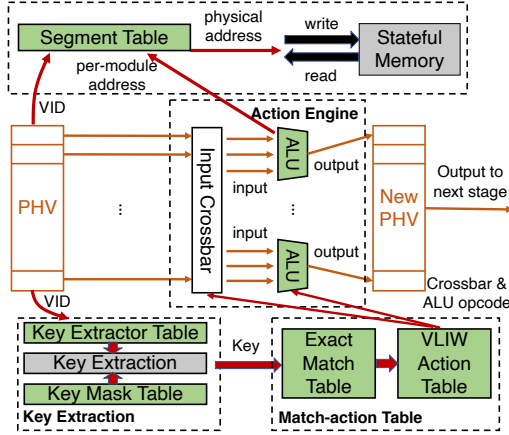 Segment Table
physical
address
write
read
Stateful
Memory
per-module
address
VID
Action Engine
PHV
...
Input Crossbar
input
ALU
output
...
input
ALU
output
...
New
PHV
Output to
next stage
VID
Crossbar &
ALU opcode
Key Extractor Table
Key Extraction
Key Mask Table
Key Extraction
Key
Exact
Match
Table
VLIW
Action
Table
Match-action Table